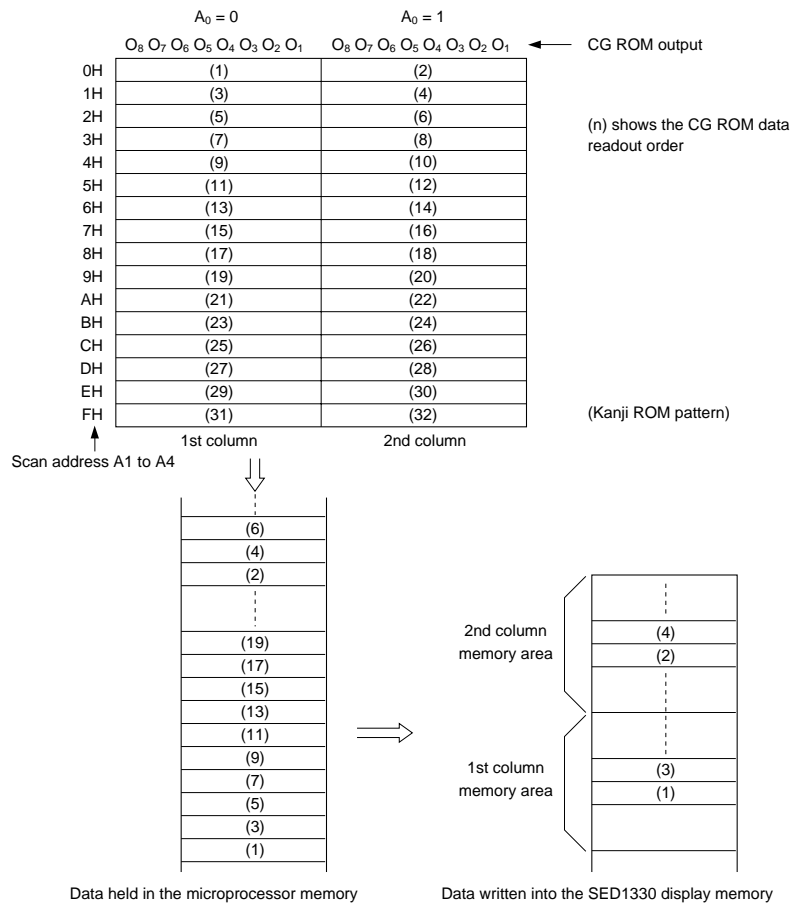 A0 = 0 A0 = 1
O8 O7 O6 O5 O4 O3 O2 O1 O8 O7 O6 O5 O4 O3 O2 O1 CG ROM output
0H (1) (2)
1H (3) (4)
2H (5) (6)
(n) shows the CG ROM data
3H (7) (8)
readout order
4H (9) (10)
5H (11) (12)
6H (13) (14)
7H (15) (16)
8H (17) (18)
9H (19) (20)
AH (21) (22)
BH (23) (24)
CH (25) (26)
DH (27) (28)
EH (29) (30)
FH (31) (32) (Kanji ROM pattern)
1st column 2nd column
Scan address A1 to A4
(6)
(4)
(2)
(19)
(17)
(15)
(13)
(11)
(9)
(7)
(5)
(3)
(1)
Data held in the microprocessor memory
2nd column
memory area
(4)
(2)
1st column
memory area
(3)
(1)
Data written into the SED1330 display memory